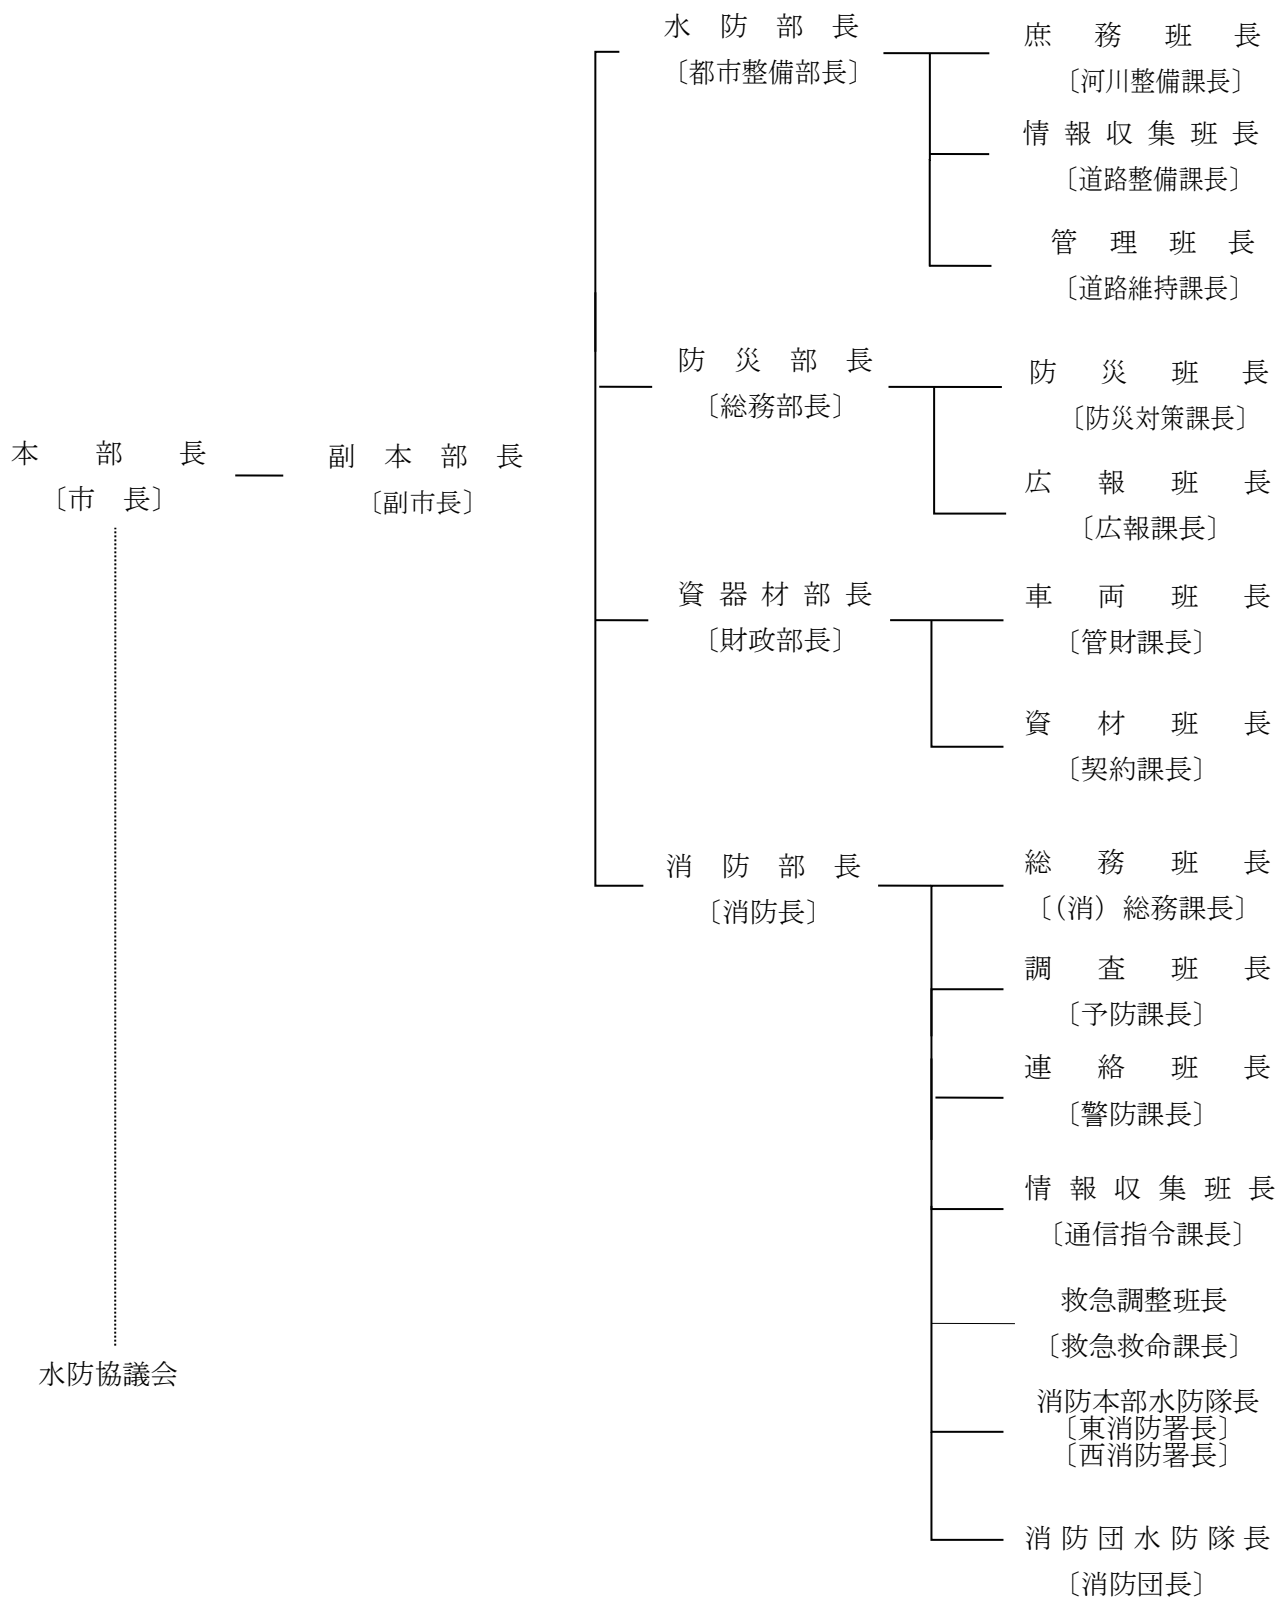 本部長
〔市　長〕
副本部長
〔副市長〕
水防協議会
水防部長
〔都市整備部長〕
庶務班長
〔河川整備課長〕
情報収集班長
〔道路整備課長〕
管理班長
〔道路維持課長〕
防災部長
〔総務部長〕
防災班長
〔防災対策課長〕
広報班長
〔広報課長〕
資器材部長
〔財政部長〕
車両班長
〔管財課長〕
資材班長
〔契約課長〕
消防部長
〔消防長〕
総務班長
〔(消) 総務課長〕
調査班長
〔予防課長〕
連絡班長
〔警防課長〕
情報収集班長
〔通信指令課長〕
救急調整班長
〔救急救命課長〕
消防本部水防隊長
〔東消防署長〕
〔西消防署長〕
消防団水防隊長
〔消防団長〕